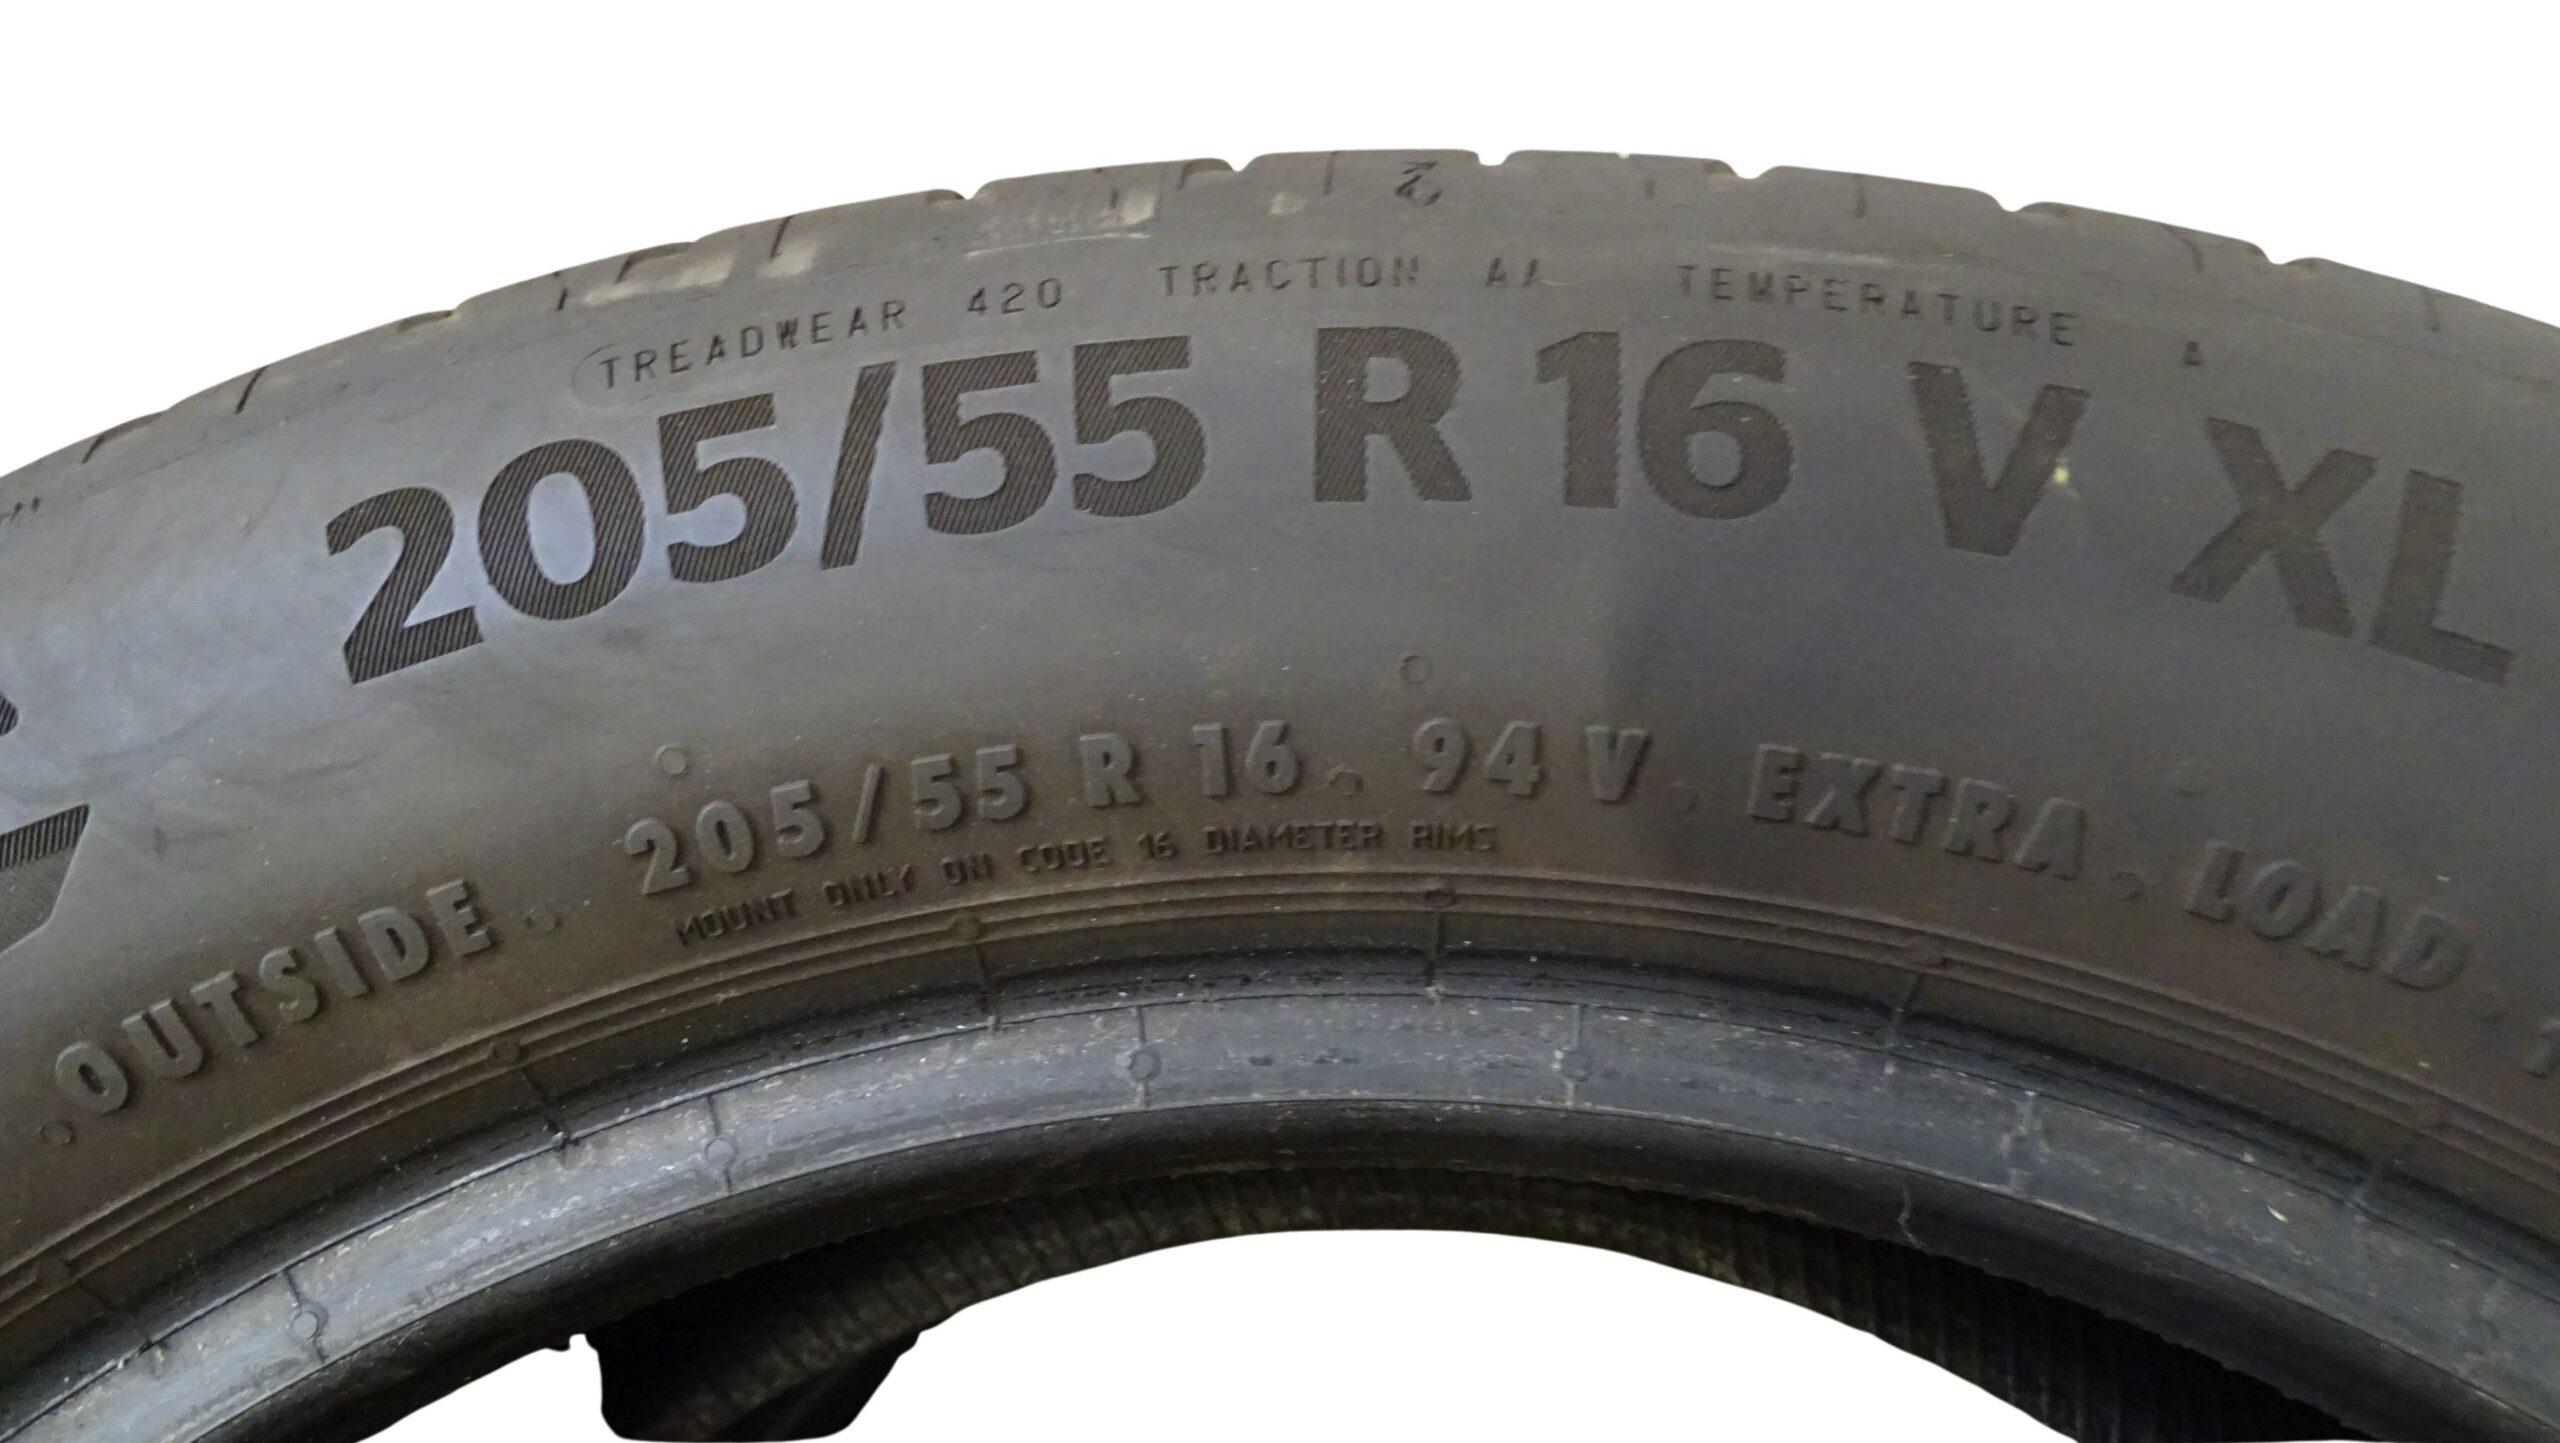 TREADWEAR 420 TRACTION AA TEMPERATURE A
205/55 R 16 V XL
OUTSIDE . 205/55 R 16 . 94 V . EXTRA . LOAD
MOUNT ONLY ON CODE 16 DIAMETER RIMS